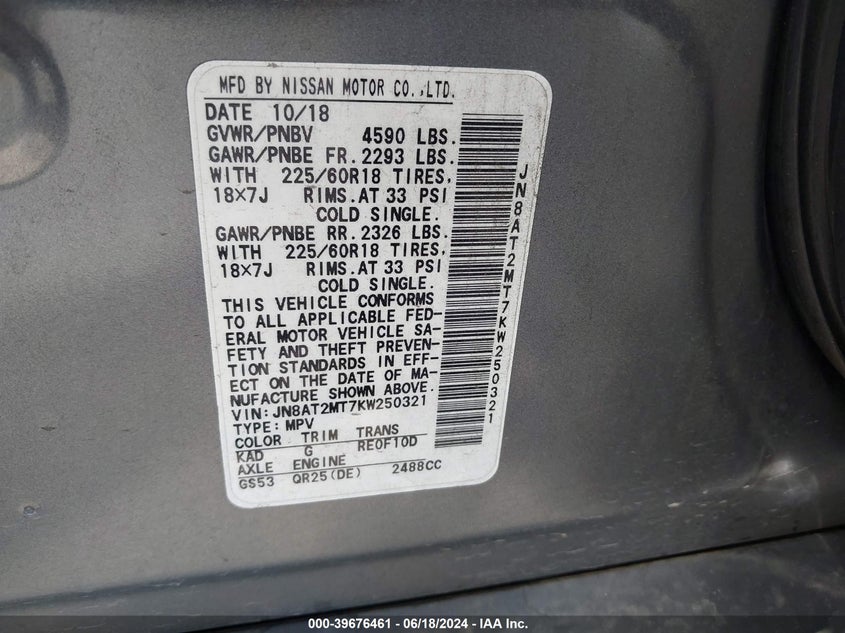 MFD BY NISSAN MOTOR CO.,LTD.
DATE 10/18
GVWR/PNBV 4590 LBS.
GAWR/PNBE FR. 2293 LBS.
WITH 225/60R18 TIRES,
18×7J RIMS.AT 33 PSI
COLD SINGLE.
GAWR/PNBE RR. 2326 LBS.
WITH 225/60R18 TIRES,
18×7J RIMS.AT 33 PSI
COLD SINGLE.
THIS VEHICLE CONFORMS
TO ALL APPLICABLE FED-
ERAL MOTOR VEHICLE SA-
FETY AND THEFT PREVEN-
TION STANDARDS IN EFF-
ECT ON THE DATE OF MA-
NUFACTURE SHOWN ABOVE.
VIN: JN8AT2MT7KW250321
TYPE: MPV
COLOR TRIM TRANS
KAD G RE0F10D
AXLE ENGINE
GS53 QR25(DE) 2488CC
JN8AT2MT7KW250321
000-39676461 - 06/18/2024 - IAA Inc.